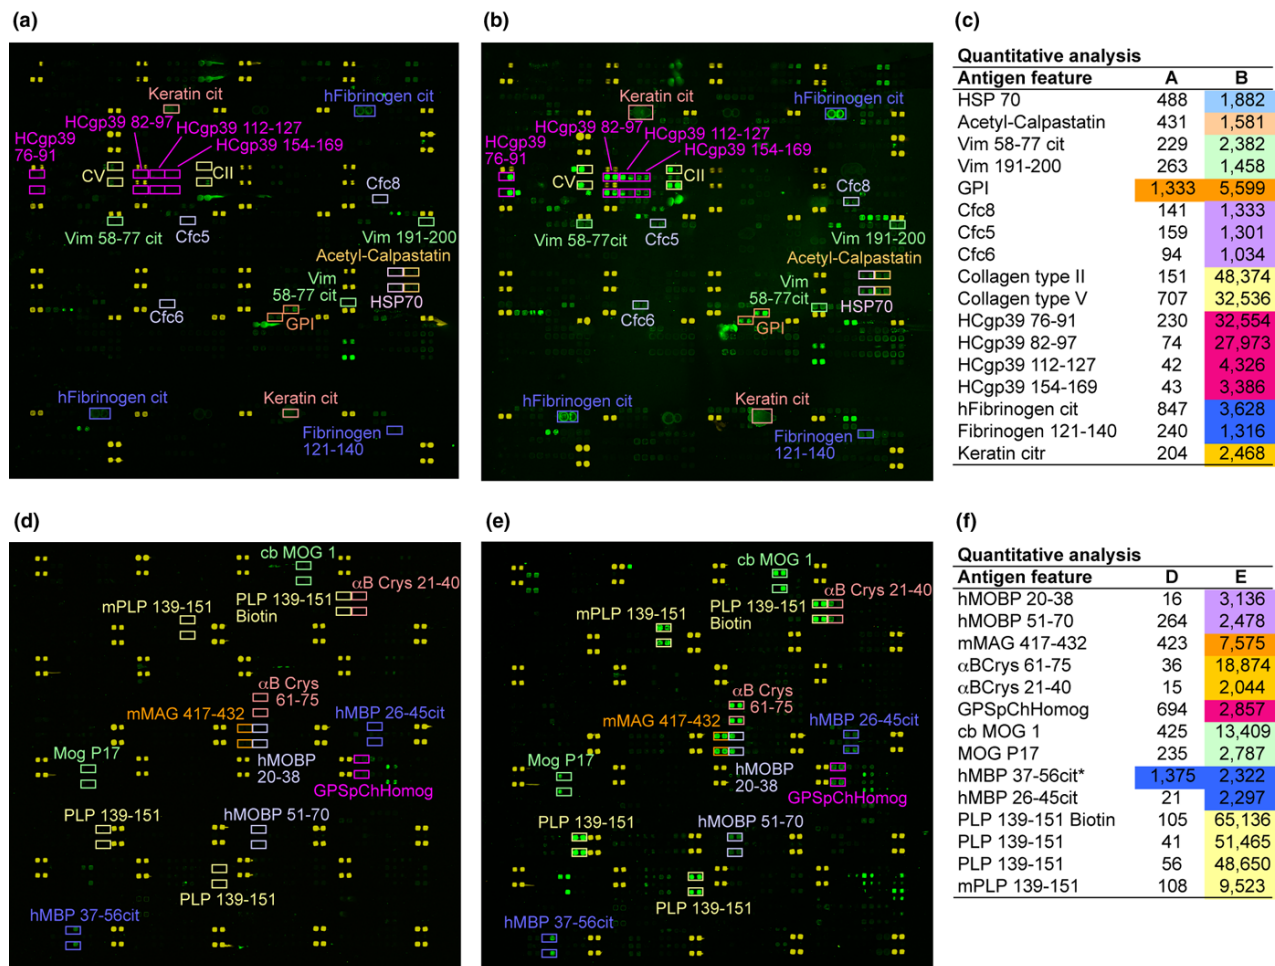 (a)
Keratin cit
hFibrinogen cit
HCgp39 82-97
HCgp39 112-127
HCgp39 154-169
HCgp39
76-91
CV
CII
Cfc8
Vim 58-77 cit
Cfc5
Vim 191-200
Acetyl-Calpastatin
Vim
58-77 cit
HSP70
Cfc6
GPI
hFibrinogen cit
Keratin cit
Fibrinogen
121-140
(b)
Keratin cit
hFibrinogen cit
HCgp39 82-97
HCgp39 112-127
HCgp39 154-169
HCgp39
76-91
CV
CII
Cfc8
Vim 58-77cit
Cfc5
Vim 191-200
Acetyl-Calpastatin
Vim
58-77cit
HSP70
Cfc6
GPI
hFibrinogen cit
Keratin cit
Fibrinogen
121-140
(c)
Quantitative analysis
Antigen feature A B
HSP 70 488 1,882
Acetyl-Calpastatin 431 1,581
Vim 58-77 cit 229 2,382
Vim 191-200 263 1,458
GPI 1,333 5,599
Cfc8 141 1,333
Cfc5 159 1,301
Cfc6 94 1,034
Collagen type II 151 48,374
Collagen type V 707 32,536
HCgp39 76-91 230 32,554
HCgp39 82-97 74 27,973
HCgp39 112-127 42 4,326
HCgp39 154-169 43 3,386
hFibrinogen cit 847 3,628
Fibrinogen 121-140 240 1,316
Keratin citr 204 2,468
(d)
cb MOG 1
αB Crys 21-40
PLP 139-151
Biotin
mPLP 139-151
αB Crys
61-75
mMAG 417-432
hMBP 26-45cit
Mog P17
hMOBP
20-38
GPSpChHomog
PLP 139-151
hMOBP 51-70
PLP 139-151
hMBP 37-56cit
(e)
cb MOG 1
αB Crys 21-40
PLP 139-151
Biotin
mPLP 139-151
αB Crys
61-75
mMAG 417-432
hMBP 26-45cit
Mog P17
hMOBP
20-38
GPSpChHomog
PLP 139-151
hMOBP 51-70
PLP 139-151
hMBP 37-56cit
(f)
Quantitative analysis
Antigen feature D E
hMOBP 20-38 16 3,136
hMOBP 51-70 264 2,478
mMAG 417-432 423 7,575
αBCrys 61-75 36 18,874
αBCrys 21-40 15 2,044
GPSpChHomog 694 2,857
cb MOG 1 425 13,409
MOG P17 235 2,787
hMBP 37-56cit* 1,375 2,322
hMBP 26-45cit 21 2,297
PLP 139-151 Biotin 105 65,136
PLP 139-151 41 51,465
PLP 139-151 56 48,650
mPLP 139-151 108 9,523